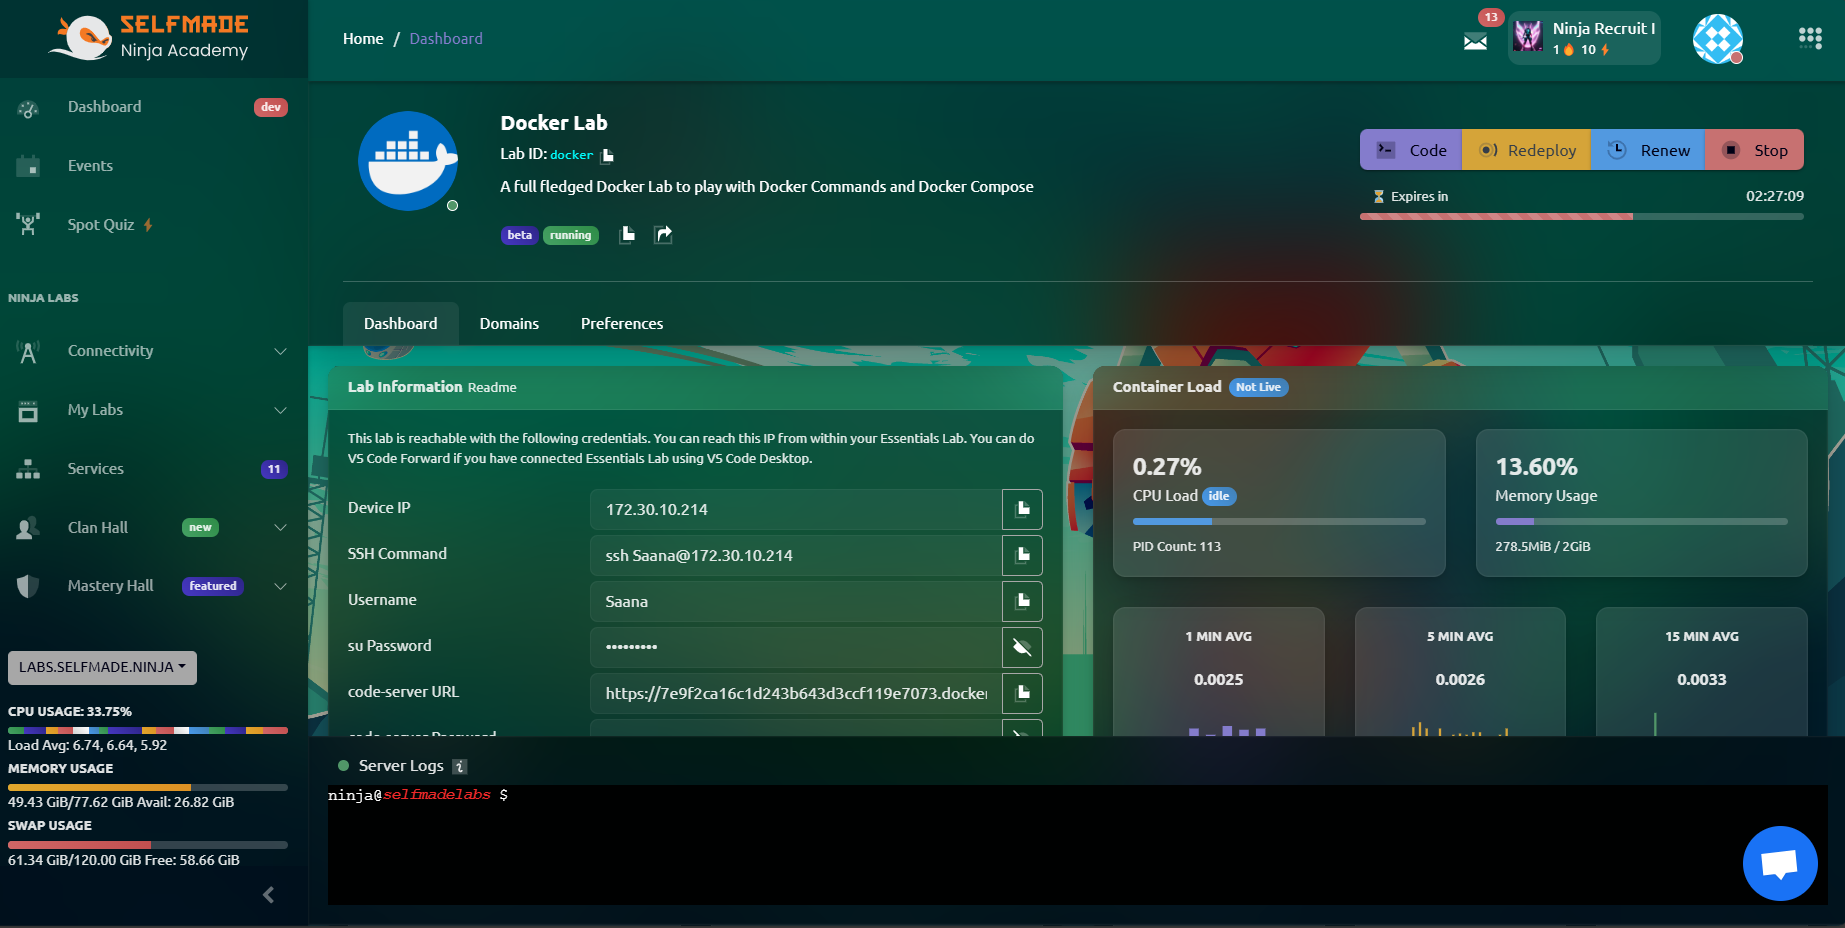 SELFMADE
Ninja Academy
Home / Dashboard
13
Ninja Recruit I
1 10
Dashboard dev
Events
Spot Quiz
NINJA LABS
Connectivity
My Labs
Services 11
Clan Hall new
Mastery Hall featured
LABS.SELFMADE.NINJA
CPU USAGE: 33.75%
Load Avg: 6.74, 6.64, 5.92
MEMORY USAGE
49.43 GiB/77.62 GiB Avail: 26.82 GiB
SWAP USAGE
61.34 GiB/120.00 GiB Free: 58.66 GiB
Docker Lab
Lab ID: docker
A full fledged Docker Lab to play with Docker Commands and Docker Compose
beta running
Code Redeploy Renew Stop
Expires in 02:27:09
Dashboard Domains Preferences
Lab Information Readme
This lab is reachable with the following credentials. You can reach this IP from within your Essentials Lab. You can do
VS Code Forward if you have connected Essentials Lab using VS Code Desktop.
Device IP 172.30.10.214
SSH Command ssh Saana@172.30.10.214
Username Saana
su Password •••••••••
code-server URL https://7e9f2ca16c1d243b643d3ccf119e7073.docker
code-server Password
Container Load Not Live
0.27%
CPU Load idle
PID Count: 113
13.60%
Memory Usage
278.5MiB / 2GiB
1 MIN AVG
0.0025
5 MIN AVG
0.0026
15 MIN AVG
0.0033
Server Logs i
ninja@selfmadelabs $